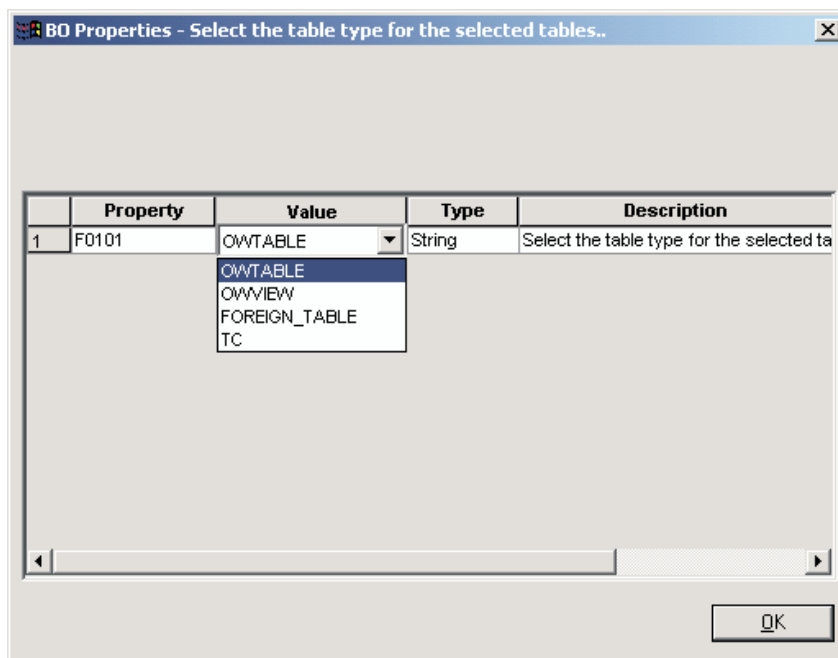 BO Properties - Select the table type for the selected tables..
Property Value Type Description
1 F0101 OWTABLE String Select the table type for the selected ta
OWTABLE
OWVIEW
FOREIGN_TABLE
TC
OK